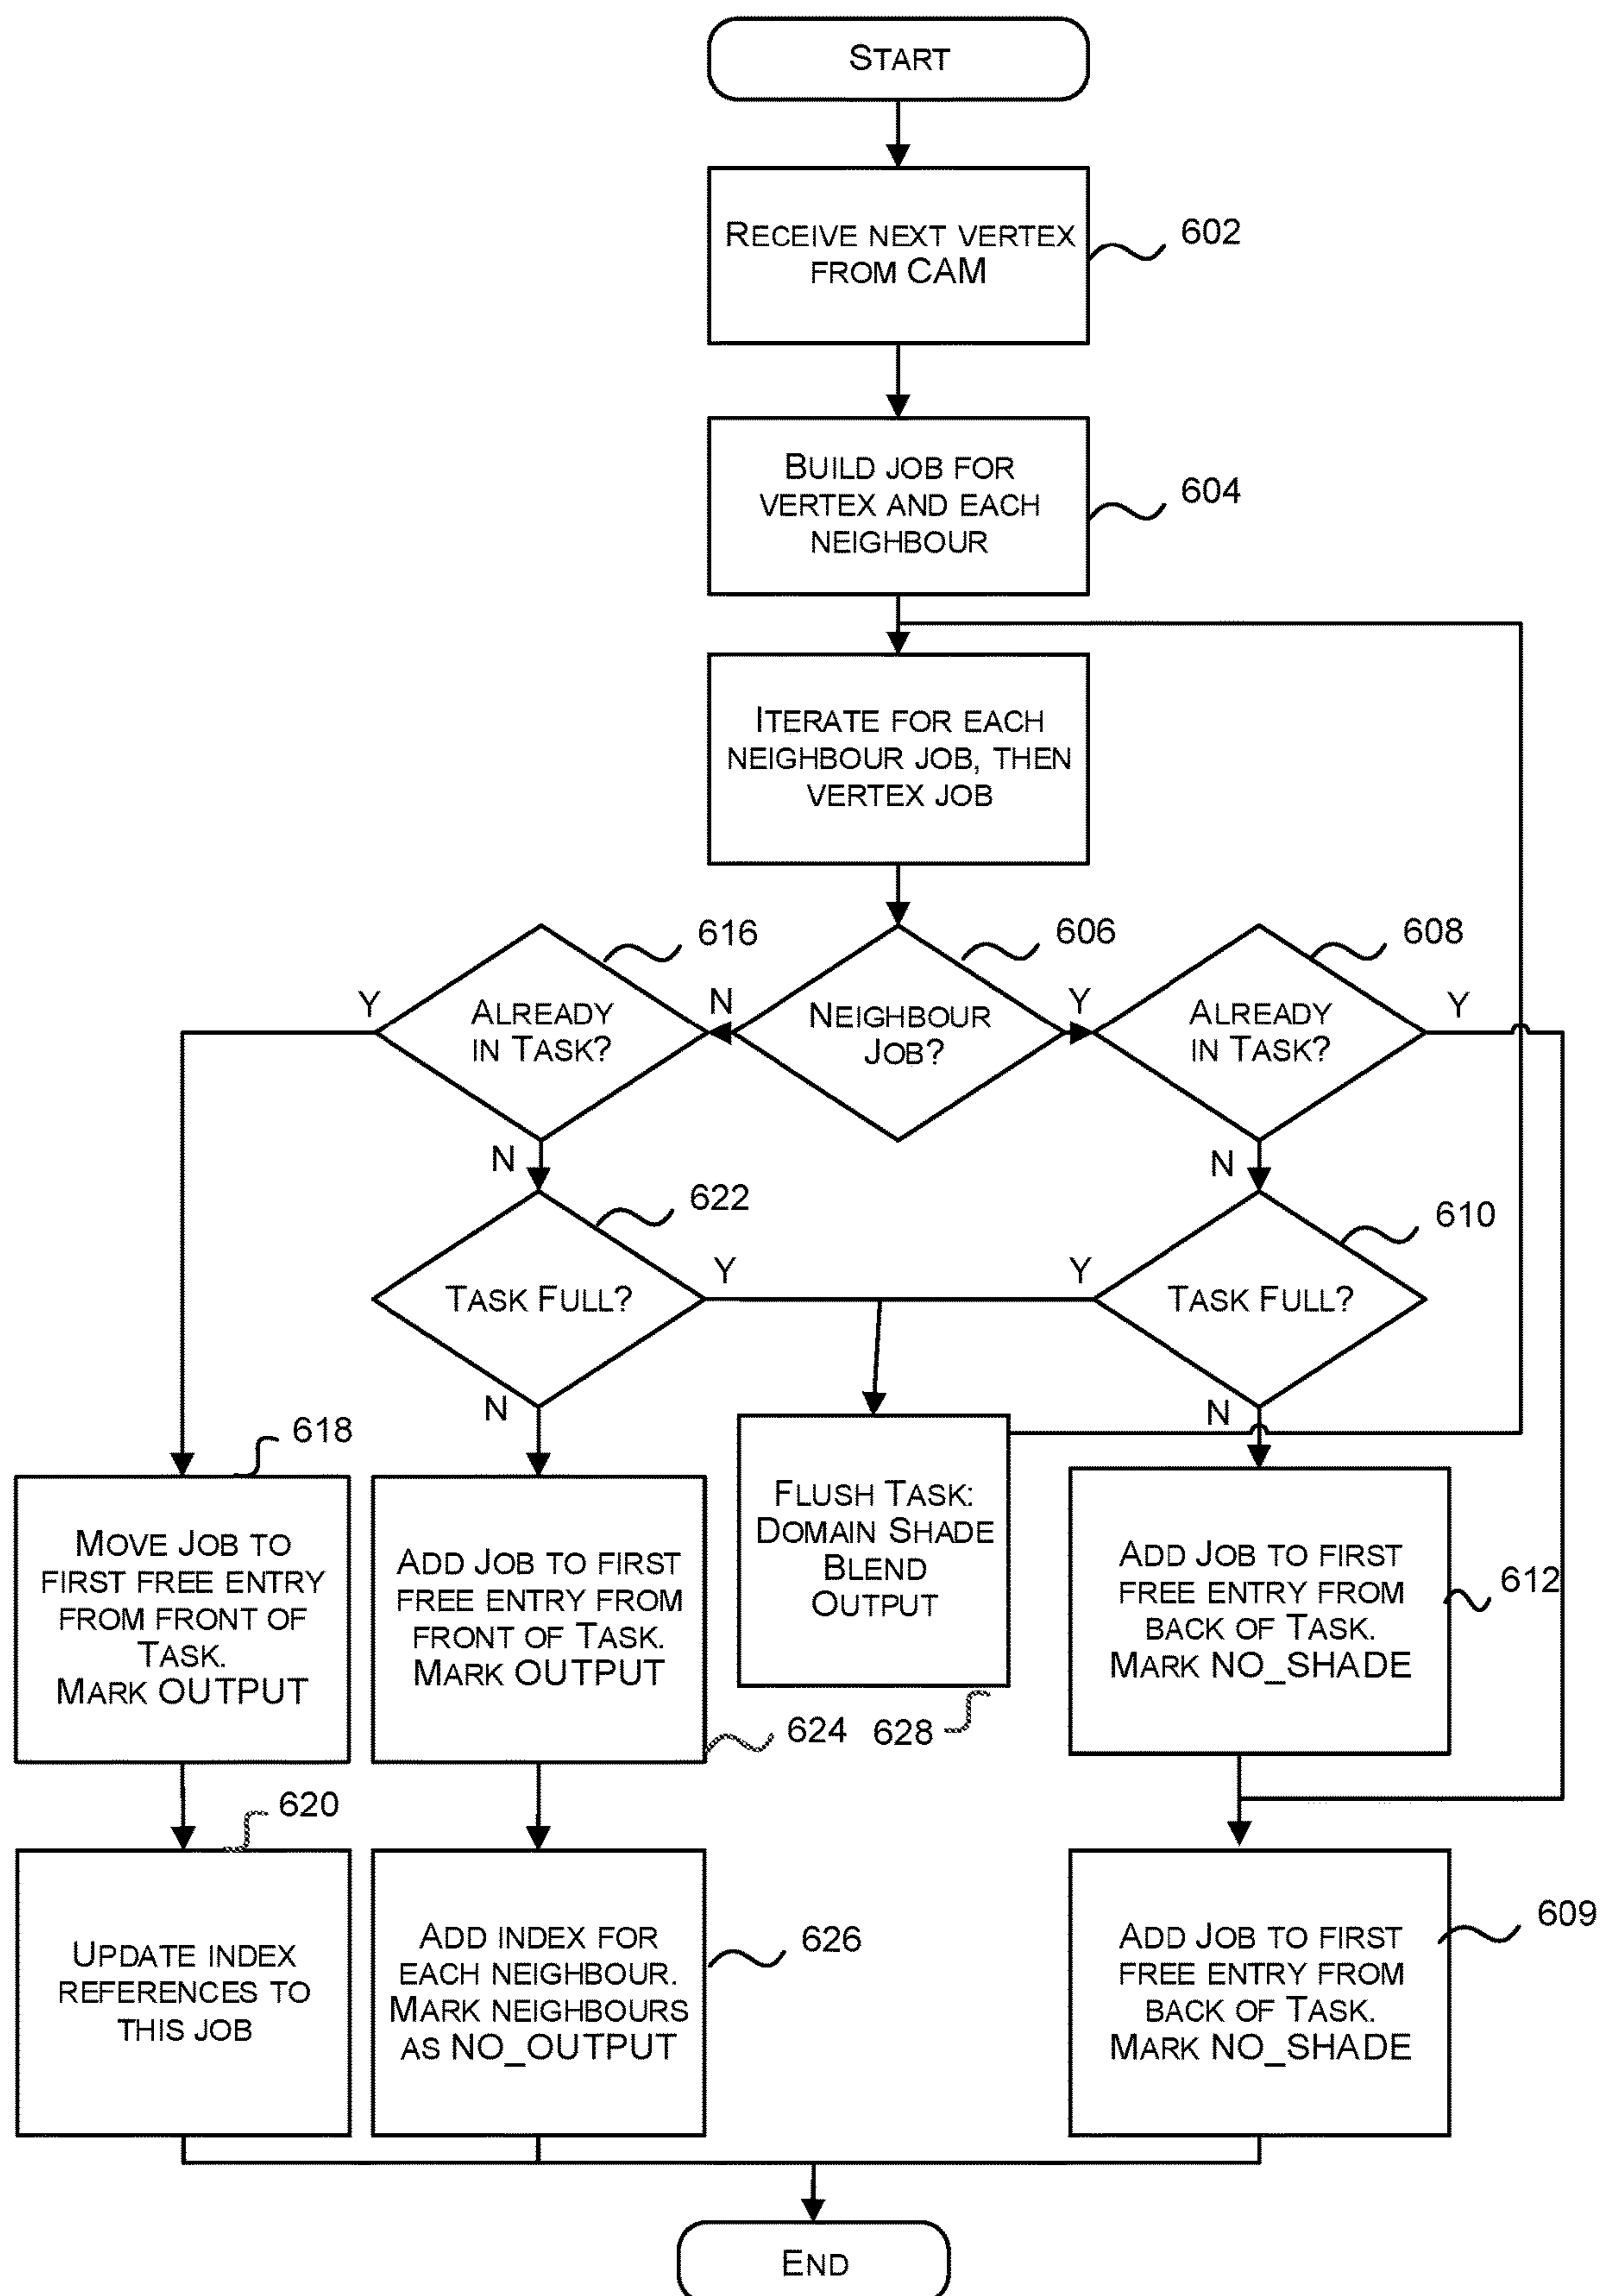 START
RECEIVE NEXT VERTEX
FROM CAM
602
BUILD JOB FOR
VERTEX AND EACH
NEIGHBOUR
604
ITERATE FOR EACH
NEIGHBOUR JOB, THEN
VERTEX JOB
616
606
608
Y
ALREADY
IN TASK?
N
NEIGHBOUR
JOB?
Y
ALREADY
IN TASK?
Y
N
N
622
610
TASK FULL?
Y
Y
TASK FULL?
N
N
618
MOVE JOB TO
FIRST FREE ENTRY
FROM FRONT OF
TASK.
MARK OUTPUT
ADD JOB TO FIRST
FREE ENTRY FROM
FRONT OF TASK.
MARK OUTPUT
624
FLUSH TASK:
DOMAIN SHADE
BLEND
OUTPUT
628
ADD JOB TO FIRST
FREE ENTRY FROM
BACK OF TASK.
MARK NO_SHADE
612
620
UPDATE INDEX
REFERENCES TO
THIS JOB
ADD INDEX FOR
EACH NEIGHBOUR.
MARK NEIGHBOURS
AS NO_OUTPUT
626
ADD JOB TO FIRST
FREE ENTRY FROM
BACK OF TASK.
MARK NO_SHADE
609
END